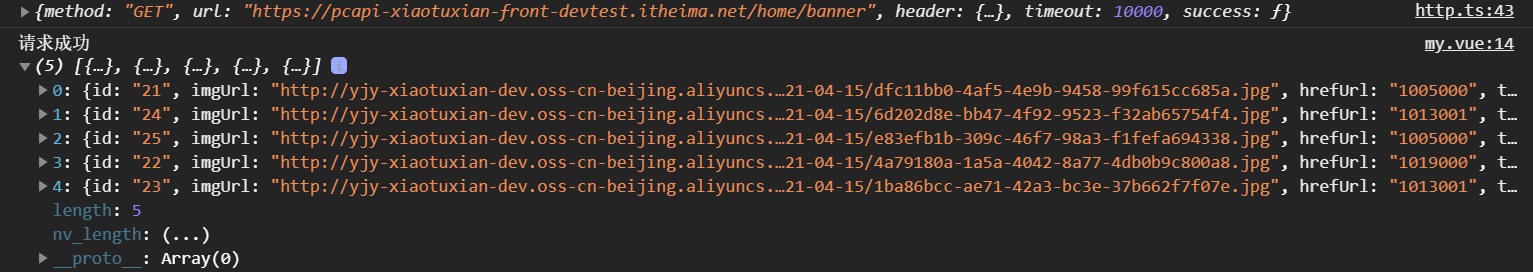 ▶{method: "GET", url: "https://pcapi-xiaotuxian-front-devtest.itheima.net/home/banner", header: {…}, timeout: 10000, success: ƒ} http.ts:43
请求成功 my.vue:14
▼(5) [{…}, {…}, {…}, {…}, {…}] i
▶0: {id: "21", imgUrl: "http://yjy-xiaotuxian-dev.oss-cn-beijing.aliyuncs.…21-04-15/dfc11bb0-4af5-4e9b-9458-99f615cc685a.jpg", hrefUrl: "1005000", t…
▶1: {id: "24", imgUrl: "http://yjy-xiaotuxian-dev.oss-cn-beijing.aliyuncs.…21-04-15/6d202d8e-bb47-4f92-9523-f32ab65754f4.jpg", hrefUrl: "1013001", t…
▶2: {id: "25", imgUrl: "http://yjy-xiaotuxian-dev.oss-cn-beijing.aliyuncs.…21-04-15/e83efb1b-309c-46f7-98a3-f1fefa694338.jpg", hrefUrl: "1005000", t…
▶3: {id: "22", imgUrl: "http://yjy-xiaotuxian-dev.oss-cn-beijing.aliyuncs.…21-04-15/4a79180a-1a5a-4042-8a77-4db0b9c800a8.jpg", hrefUrl: "1019000", t…
▶4: {id: "23", imgUrl: "http://yjy-xiaotuxian-dev.oss-cn-beijing.aliyuncs.…21-04-15/1ba86bcc-ae71-42a3-bc3e-37b662f7f07e.jpg", hrefUrl: "1013001", t…
length: 5
nv_length: (...)
▶__proto__: Array(0)